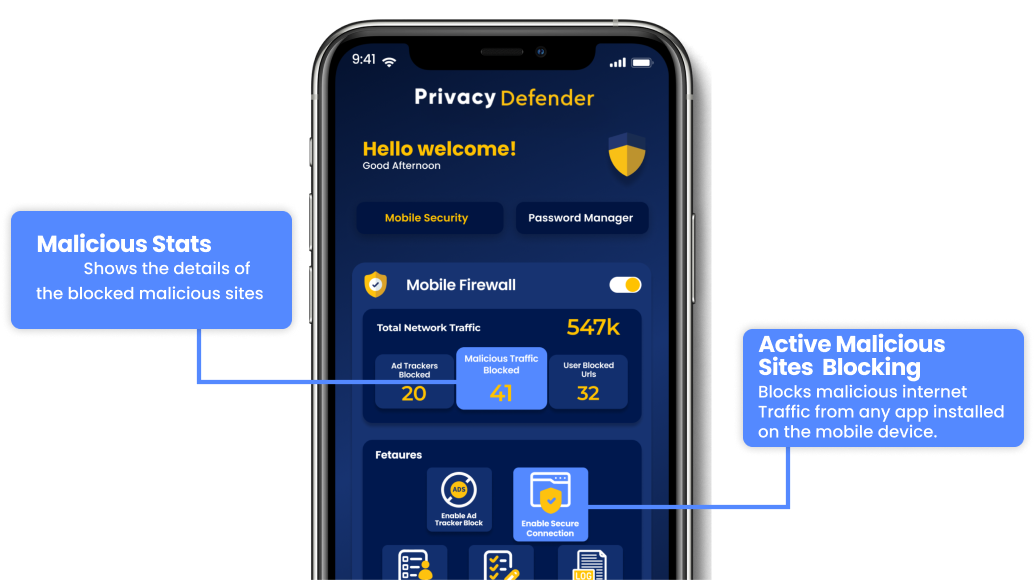 9:41
Privacy Defender
Hello welcome!
Good Afternoon
Mobile Security
Password Manager
Malicious Stats
Shows the details of
the blocked malicious sites
Mobile Firewall
Total Network Traffic
547k
Ad Trackers
Blocked
20
Malicious Traffic
Blocked
41
User Blocked
Urls
32
Active Malicious
Sites Blocking
Blocks malicious internet
Traffic from any app installed
on the mobile device.
Fetaures
ADS
Enable Ad
Tracker Block
Enable Secure
Connection
LOG